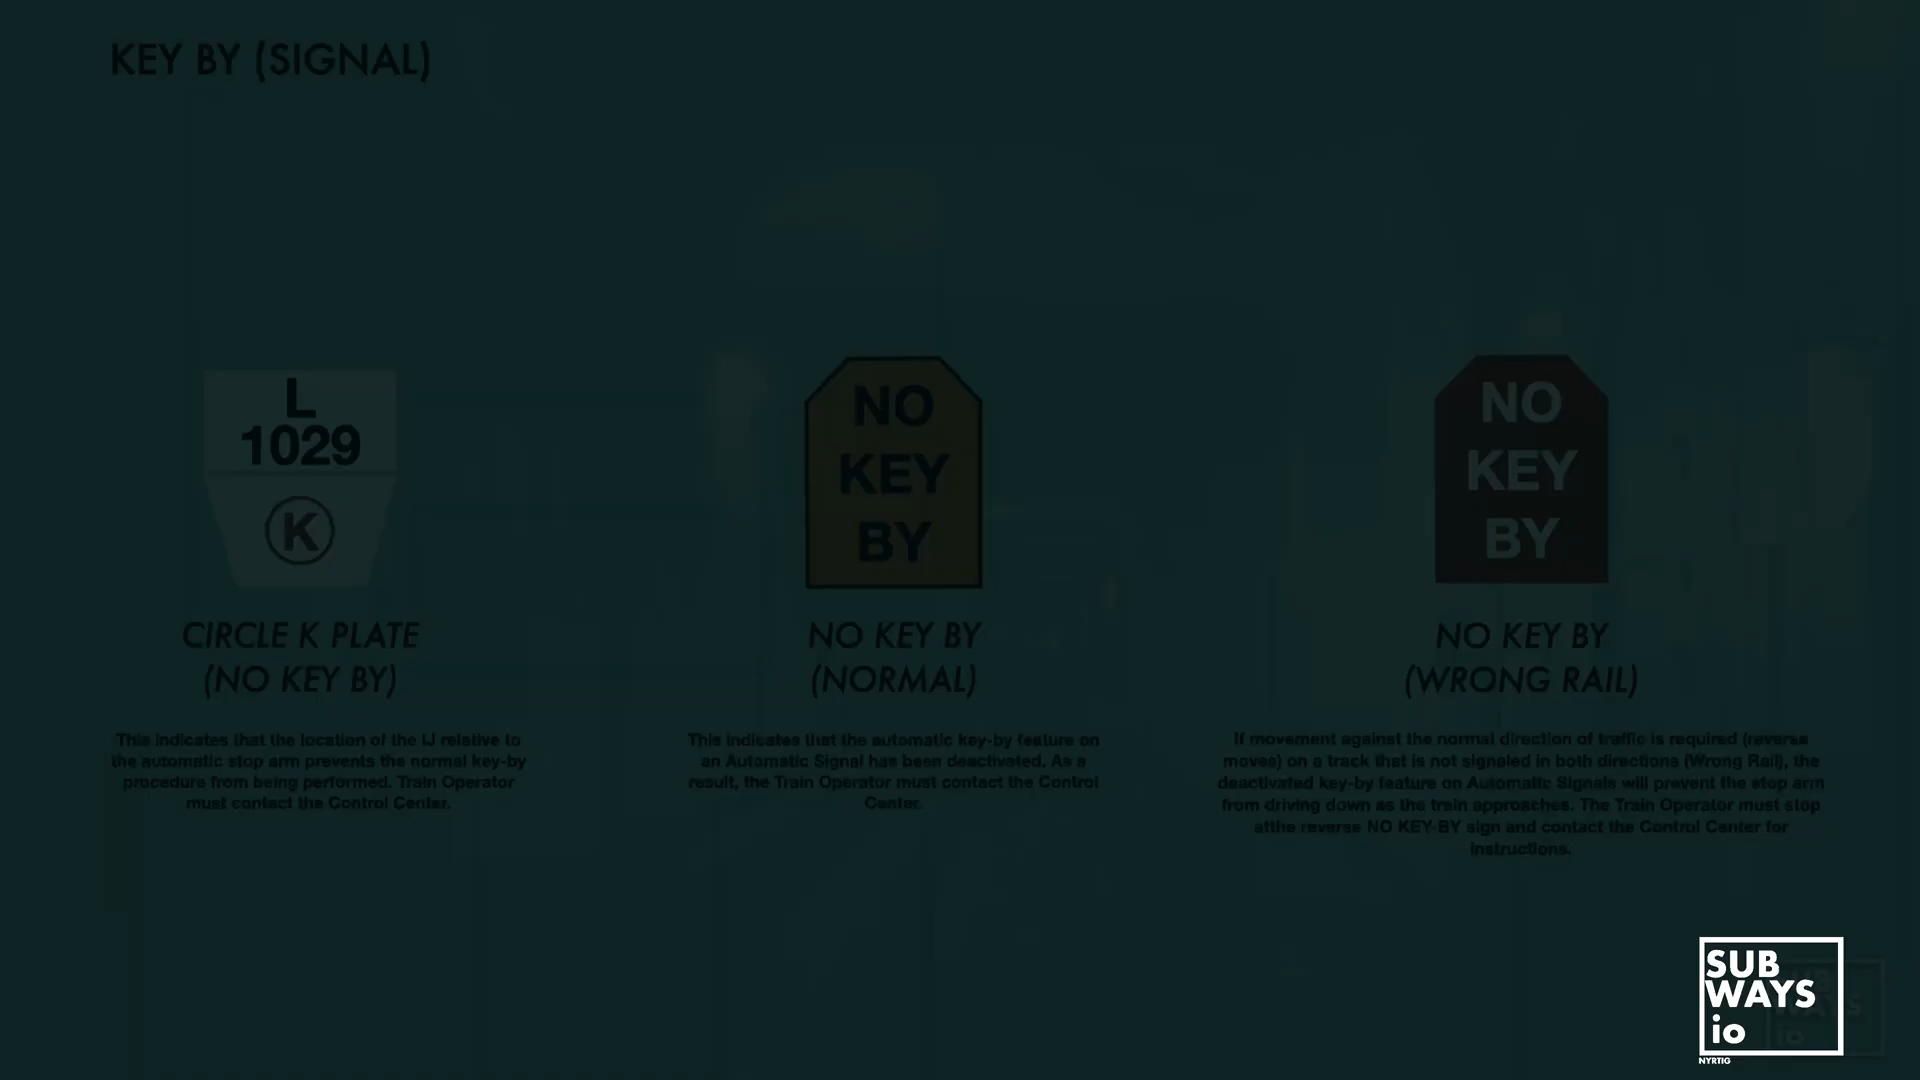 KEY BY (SIGNAL)
L
1029
K
CIRCLE K PLATE
(NO KEY BY)
This indicates that the location of the IJ relative to
the automatic stop arm prevents the normal key-by
procedure from being performed. Train Operator
must contact the Control Center.
NO
KEY
BY
NO KEY BY
(NORMAL)
This indicates that the automatic key-by feature on
an Automatic Signal has been deactivated. As a
result, the Train Operator must contact the Control
Center.
NO
KEY
BY
NO KEY BY
(WRONG RAIL)
If movement against the normal direction of traffic is required (reverse
moves) on a track that is not signaled in both directions (Wrong Rail), the
deactivated key-by feature on Automatic Signals will prevent the stop arm
from driving down as the train approaches. The Train Operator must stop
atthe reverse NO KEY-BY sign and contact the Control Center for
instructions.
SUB
WAYS
io
NYRTIG